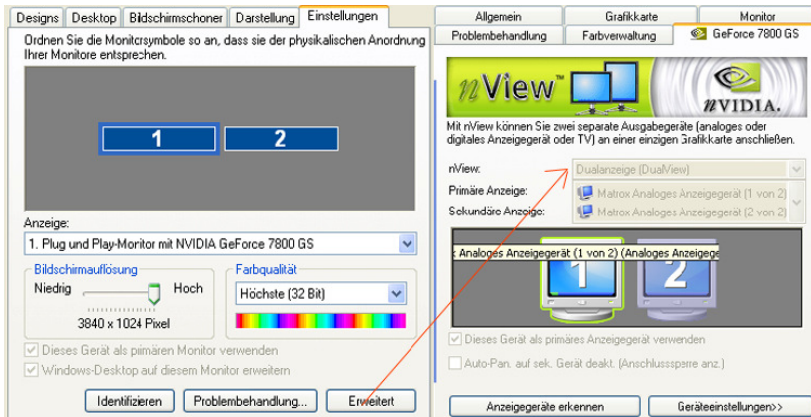 Designs Desktop Bildschirmschoner Darstellung Einstellungen
Ordnen Sie die Monitorsymbole so an, dass sie der physikalischen Anordnung
Ihrer Monitore entsprechen.
1 2
Anzeige:
1. Plug und Play-Monitor mit NVIDIA GeForce 7800 GS
Bildschirmauflösung
Niedrig Hoch
3840 x 1024 Pixel
Farbqualität
Höchste (32 Bit)
Dieses Gerät als primären Monitor verwenden
Windows-Desktop auf diesem Monitor erweitern
Identifizieren Problembehandlung... Erweitert
Allgemein Grafikkarte Monitor
Problembehandlung Farbverwaltung GeForce 7800 GS
nView™ NVIDIA.
Mit nView können Sie zwei separate Ausgabegeräte (analoges oder
digitales Anzeigegerät oder TV) an einer einzigen Grafikkarte anschließen.
nView: Dualanzeige (DualView)
Primäre Anzeige: Matrox Analoges Anzeigegerät (1 von 2)
Sekundäre Anzeige: Matrox Analoges Anzeigegerät (2 von 2)
x Analoges Anzeigegerät (1 von 2) (Analoges Anzeige
1 2
Dieses Gerät als primäres Anzeigegerät verwenden
Auto-Pan. auf sek. Gerät deakt. (Anschlusssperre anz.)
Anzeigegeräte erkennen Geräteeinstellungen>>